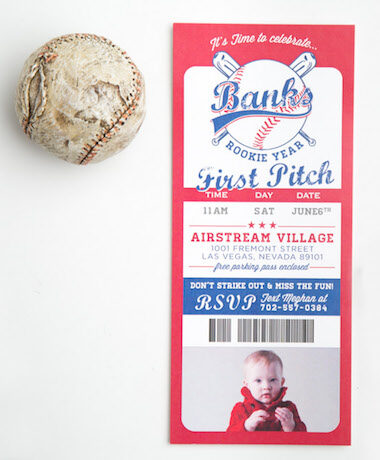 It's Time to celebrate...
Banks
ROOKIE YEAR
First Pitch
TIME DAY DATE
11AM SAT JUNE6TH
AIRSTREAM VILLAGE
1001 FREMONT STREET
LAS VEGAS, NEVADA 89101
free parking pass enclosed
DON'T STRIKE OUT & MISS THE FUN!
RSVP Text Meghan at
702-557-0384